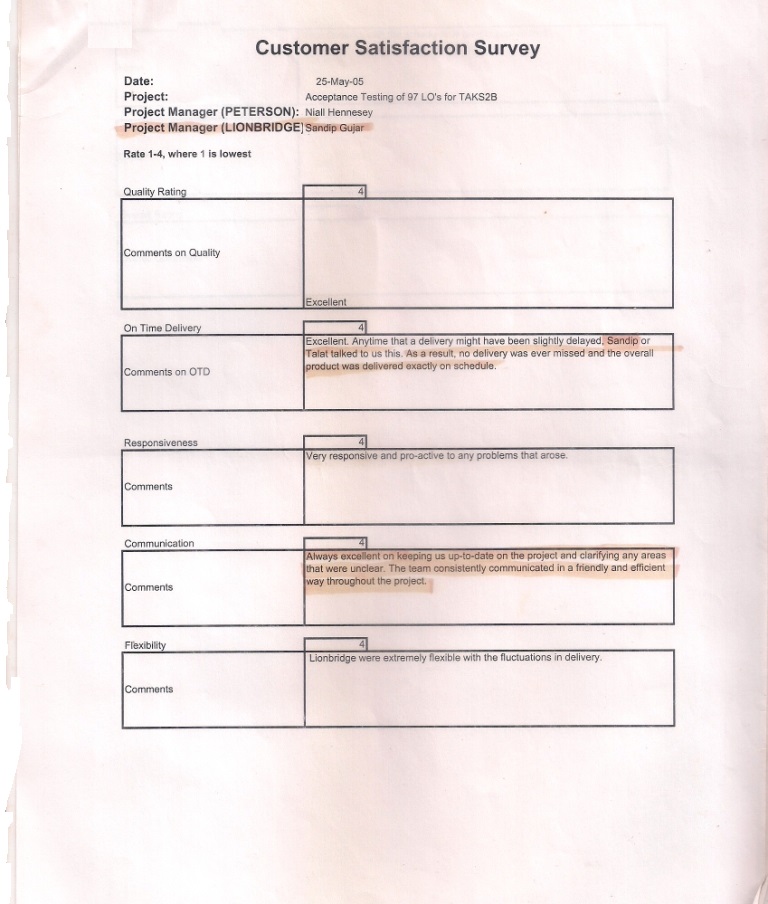 Customer Satisfaction Survey
Date: 25-May-05
Project: Acceptance Testing of 97 LO's for TAKS2B
Project Manager (PETERSON): Niall Hennesey
Project Manager (LIONBRIDGE) Sandip Gujar
Rate 1-4, where 1 is lowest
Quality Rating 4
Comments on Quality
Excellent
On Time Delivery 4
Excellent. Anytime that a delivery might have been slightly delayed, Sandip or
Talat talked to us this. As a result, no delivery was ever missed and the overall
product was delivered exactly on schedule.
Comments on OTD
Responsiveness 4
Very responsive and pro-active to any problems that arose.
Comments
Communication 4
Always excellent on keeping us up-to-date on the project and clarifying any areas
that were unclear. The team consistently communicated in a friendly and efficient
way throughout the project.
Comments
Flexibility 4
Lionbridge were extremely flexible with the fluctuations in delivery.
Comments